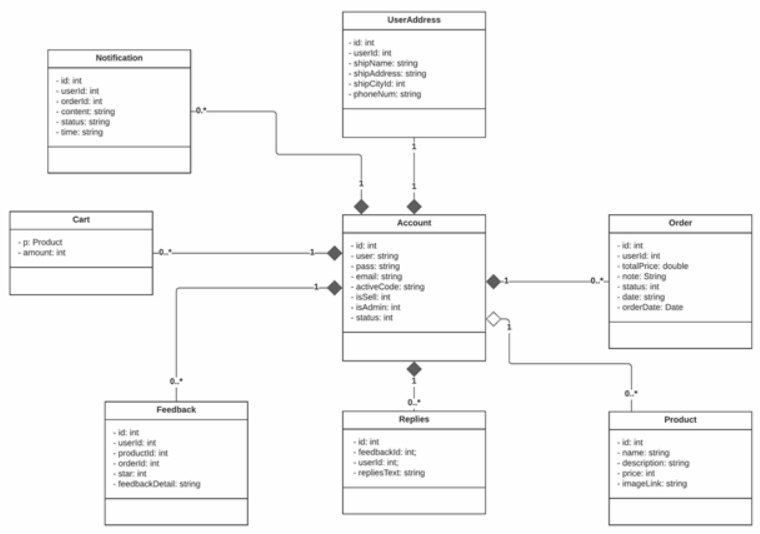 UserAddress
- id: int
- userId: int
- shipName: string
- shipAddress: string
- shipCityId: int
- phoneNum: string
Notification
- id: int
- userId: int
- orderId: int
- content: string
- status: string
- time: string
0..*
1
1
1
Cart
- p: Product
- amount: int
0..*
1
Account
- id: int
- user: string
- pass: string
- email: string
- activeCode: string
- isSell: int
- isAdmin: int
- status: int
Order
- id: int
- userId: int
- totalPrice: double
- note: String
- status: int
- date: string
- orderDate: Date
1
0..*
1
0..*
1
0..*
1
0..*
Feedback
- id: int
- userId: int
- productId: int
- orderId: int
- star: int
- feedbackDetail: string
Replies
- id: int
- feedbackId: int;
- userId: int;
- repliesText: string
Product
- id: int
- name: string
- description: string
- price: int
- imageLink: string